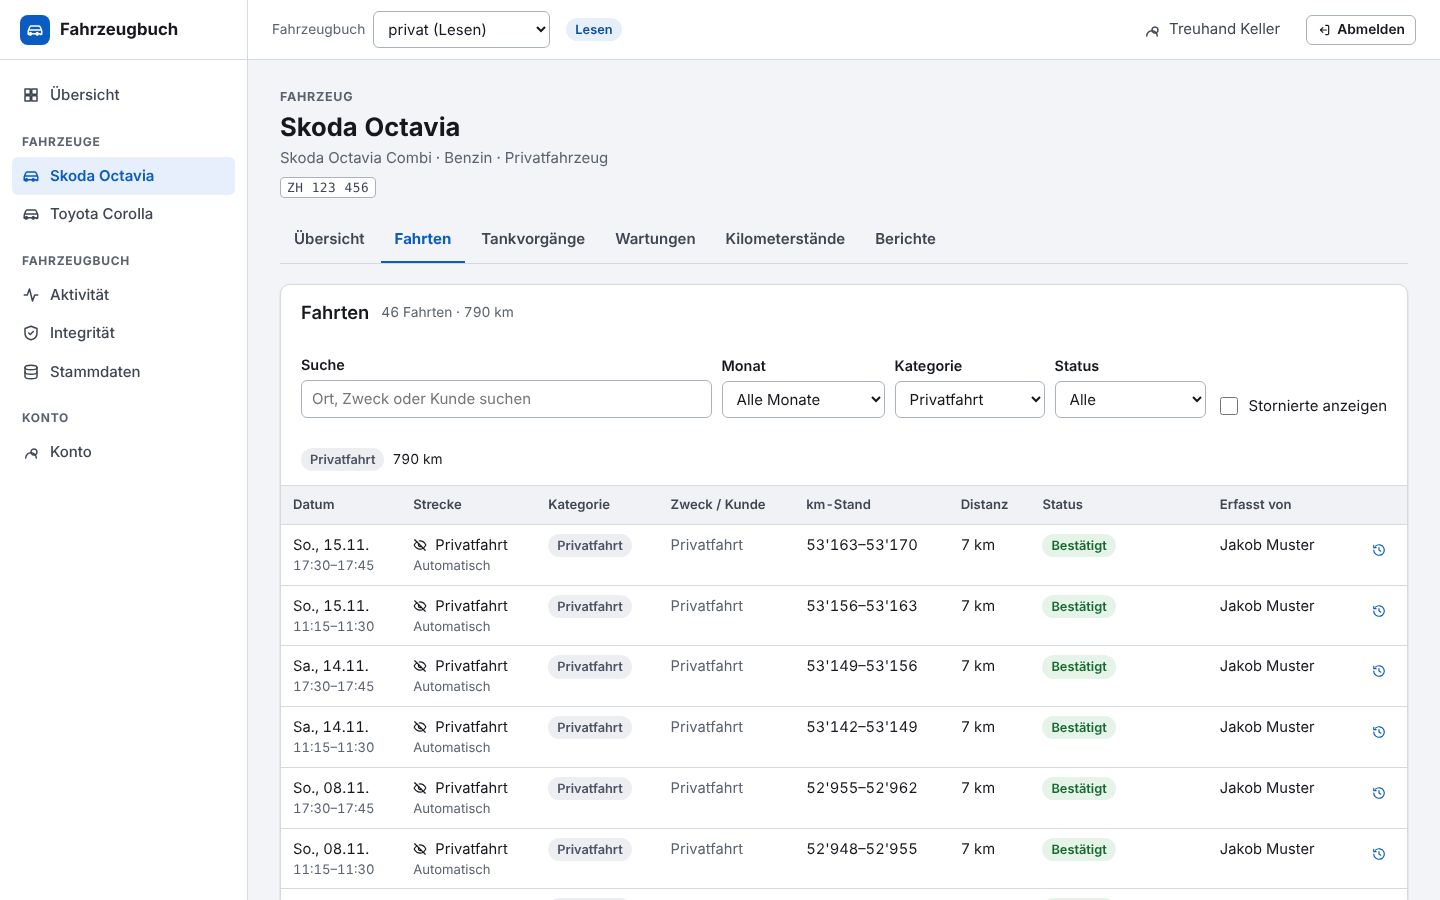 Fahrzeugbuch
Fahrzeugbuch privat (Lesen) Lesen
Treuhand Keller Abmelden
Übersicht
FAHRZEUGE
Skoda Octavia
Toyota Corolla
FAHRZEUGBUCH
Aktivität
Integrität
Stammdaten
KONTO
Konto
FAHRZEUG
Skoda Octavia
Skoda Octavia Combi · Benzin · Privatfahrzeug
ZH 123 456
Übersicht Fahrten Tankvorgänge Wartungen Kilometerstände Berichte
Fahrten 46 Fahrten · 790 km
Suche Monat Kategorie Status
Ort, Zweck oder Kunde suchen Alle Monate Privatfahrt Alle Stornierte anzeigen
Privatfahrt 790 km
Datum Strecke Kategorie Zweck / Kunde km-Stand Distanz Status Erfasst von
So., 15.11. Privatfahrt Privatfahrt Privatfahrt 53'163–53'170 7 km Bestätigt Jakob Muster
17:30–17:45 Automatisch
So., 15.11. Privatfahrt Privatfahrt Privatfahrt 53'156–53'163 7 km Bestätigt Jakob Muster
11:15–11:30 Automatisch
Sa., 14.11. Privatfahrt Privatfahrt Privatfahrt 53'149–53'156 7 km Bestätigt Jakob Muster
17:30–17:45 Automatisch
Sa., 14.11. Privatfahrt Privatfahrt Privatfahrt 53'142–53'149 7 km Bestätigt Jakob Muster
11:15–11:30 Automatisch
So., 08.11. Privatfahrt Privatfahrt Privatfahrt 52'955–52'962 7 km Bestätigt Jakob Muster
17:30–17:45 Automatisch
So., 08.11. Privatfahrt Privatfahrt Privatfahrt 52'948–52'955 7 km Bestätigt Jakob Muster
11:15–11:30 Automatisch